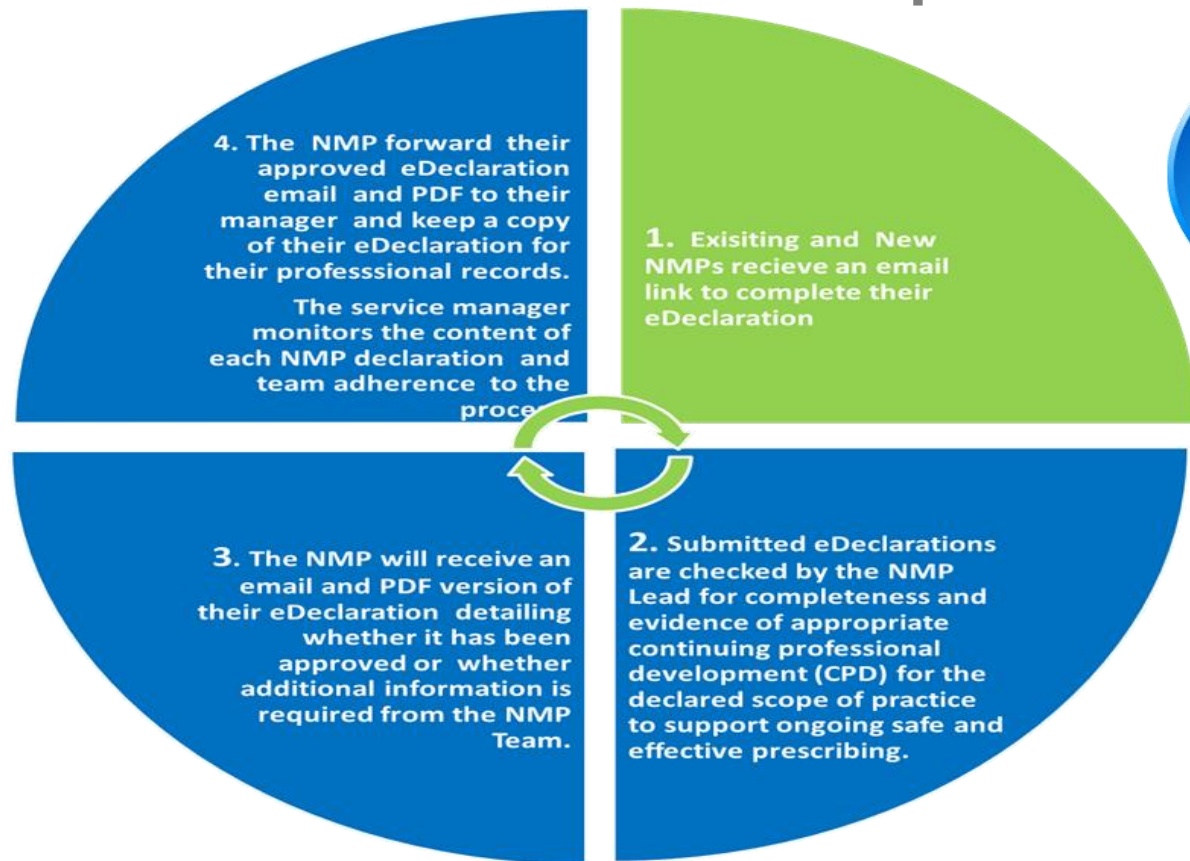 1. Exisiting and New
NMPs recieve an email
link to complete their
eDeclaration
2. Submitted eDeclarations
are checked by the NMP
Lead for completeness and
evidence of appropriate
continuing professional
development (CPD) for the
declared scope of practice
to support ongoing safe and
effective prescribing.
3. The NMP will receive an
email and PDF version of
their eDeclaration detailing
whether it has been
approved or whether
additional information is
required from the NMP
Team.
4. The NMP forward their
approved eDeclaration
email and PDF to their
manager and keep a copy
of their eDeclaration for
their professsional records.
The service manager
monitors the content of
each NMP declaration and
team adherence to the